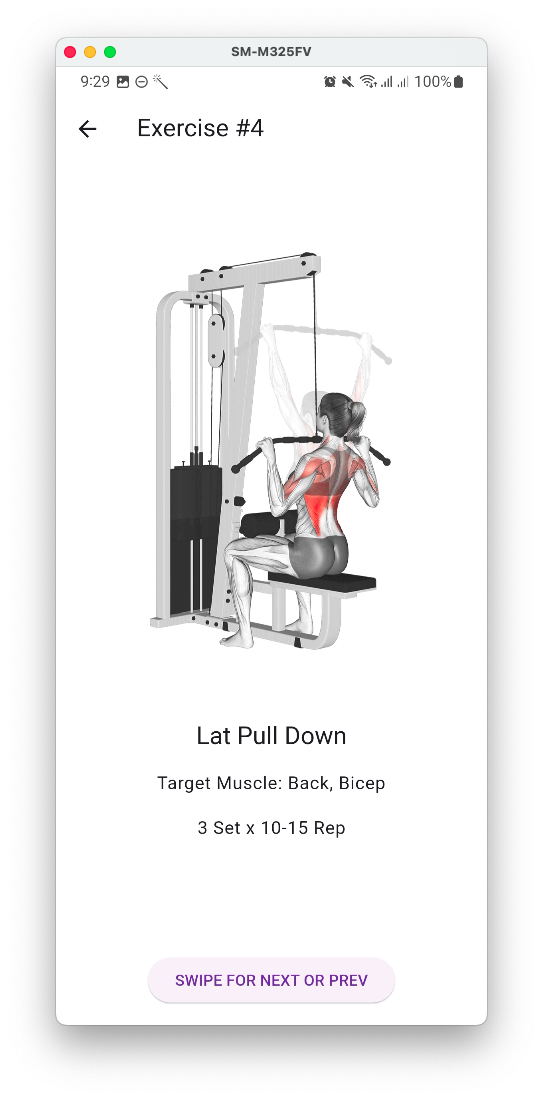 SM-M325FV
9:29
100%
Exercise #4
Lat Pull Down
Target Muscle: Back, Bicep
3 Set x 10-15 Rep
SWIPE FOR NEXT OR PREV